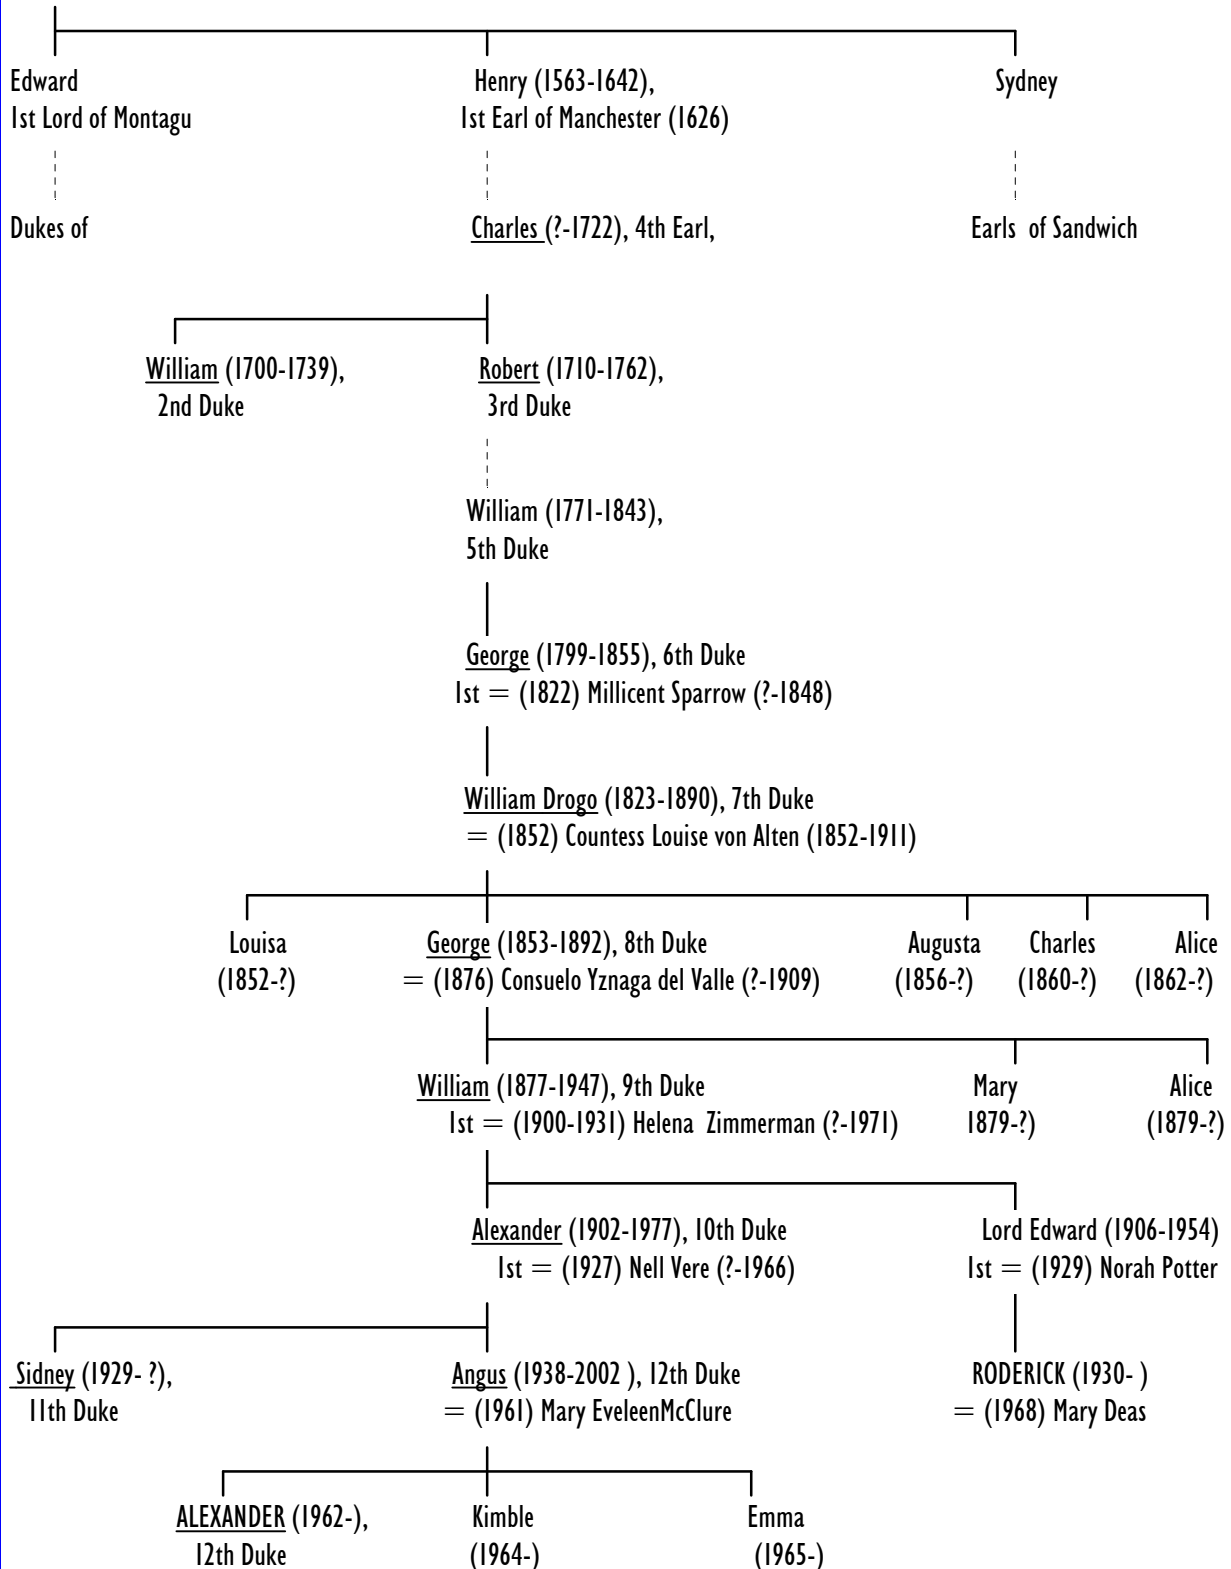 Edward
1st Lord of Montagu
Henry (1563-1642),
1st Earl of Manchester (1626)
Sydney
Dukes of
Charles (?-1722), 4th Earl,
Earls of Sandwich
William (1700-1739),
2nd Duke
Robert (1710-1762),
3rd Duke
William (1771-1843),
5th Duke
George (1799-1855), 6th Duke
1st = (1822) Millicent Sparrow (?-1848)
William Drogo (1823-1890), 7th Duke
= (1852) Countess Louise von Alten (1852-1911)
Louisa
(1852-?)
George (1853-1892), 8th Duke
= (1876) Consuelo Yznaga del Valle (?-1909)
Augusta
(1856-?)
Charles
(1860-?)
Alice
(1862-?)
William (1877-1947), 9th Duke
1st = (1900-1931) Helena Zimmerman (?-1971)
Mary
1879-?)
Alice
(1879-?)
Alexander (1902-1977), 10th Duke
1st = (1927) Nell Vere (?-1966)
Lord Edward (1906-1954)
1st = (1929) Norah Potter
Sidney (1929- ?),
11th Duke
Angus (1938-2002 ), 12th Duke
= (1961) Mary EveleenMcClure
RODERICK (1930- )
= (1968) Mary Deas
ALEXANDER (1962-),
12th Duke
Kimble
(1964-)
Emma
(1965-)